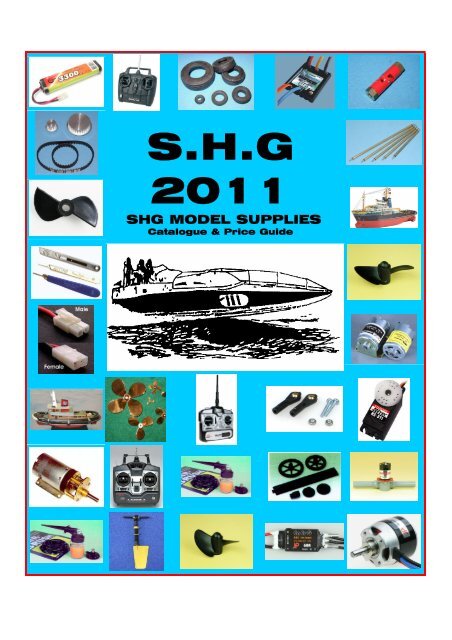 3300
S.H.G
2011
SHG MODEL SUPPLIES
Catalogue & Price Guide
Male
Female
111